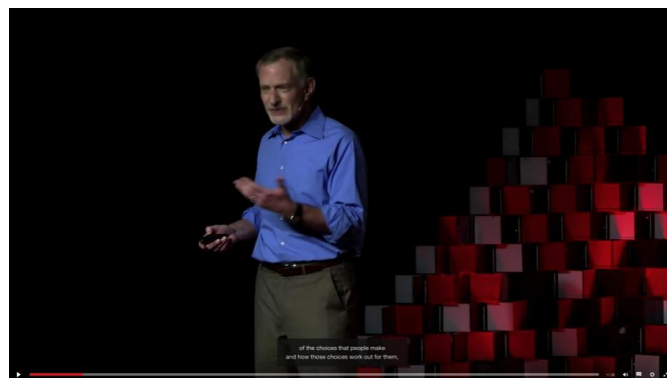 of the choices that people make
and how those choices work out for them,